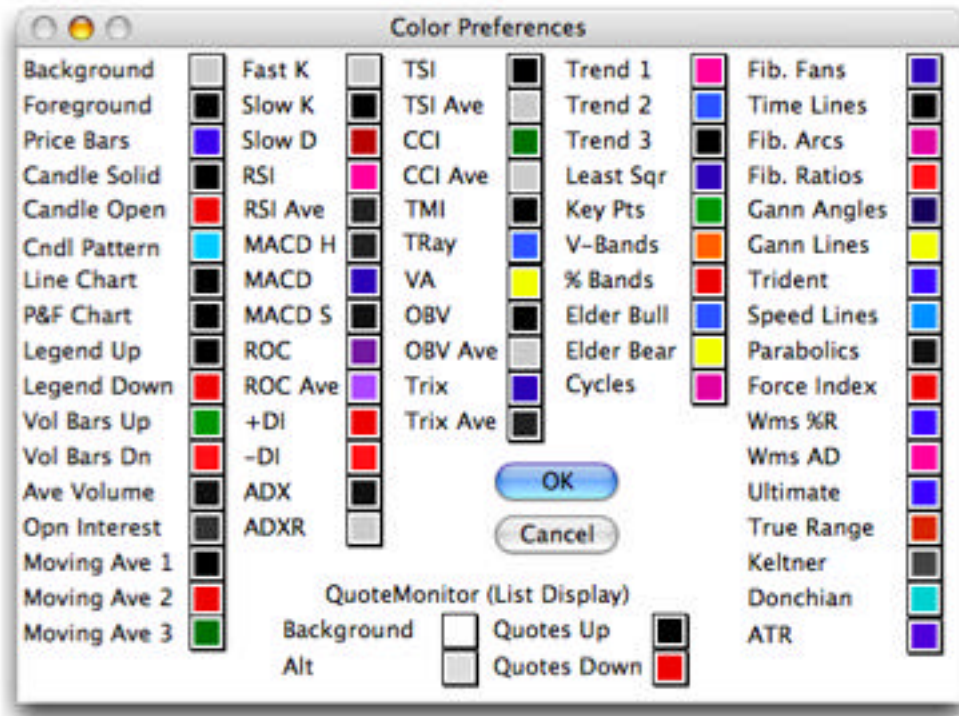 Color Preferences
Background Fast K TSI Trend 1 Fib. Fans
Foreground Slow K TSI Ave Trend 2 Time Lines
Price Bars Slow D CCI Trend 3 Fib. Arcs
Candle Solid RSI CCI Ave Least Sqr Fib. Ratios
Candle Open RSI Ave TMI Key Pts Gann Angles
Cndl Pattern MACD H TRay V-Bands Gann Lines
Line Chart MACD VA % Bands Trident
P&F Chart MACD S OBV Elder Bull Speed Lines
Legend Up ROC OBV Ave Elder Bear Parabolics
Legend Down ROC Ave Trix Cycles Force Index
Vol Bars Up +DI Trix Ave Wms %R
Vol Bars Dn -DI Wms AD
Ave Volume ADX OK Ultimate
Opn Interest ADXR Cancel True Range
Moving Ave 1 Keltner
Moving Ave 2 QuoteMonitor (List Display) Donchian
Moving Ave 3 Background Quotes Up ATR
Alt Quotes Down